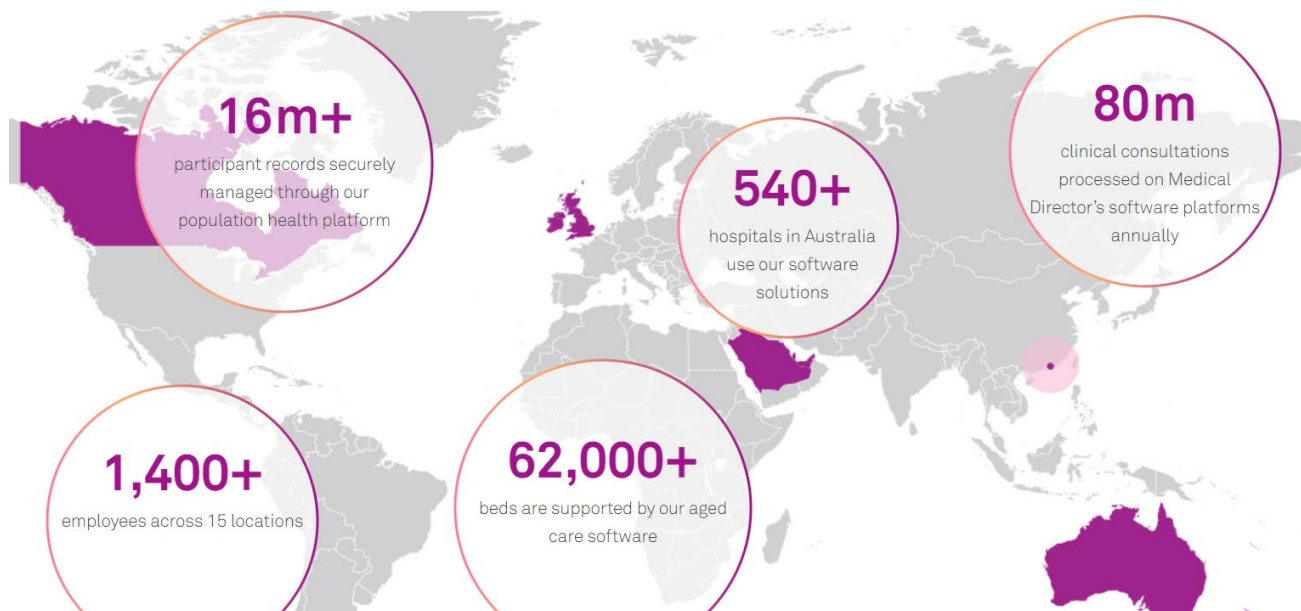 16m+
participant records securely
managed through our
population health platform
540+
hospitals in Australia
use our software
solutions
80m
clinical consultations
processed on Medical
Director's software platforms
annually
1,400+
employees across 15 locations
62,000+
beds are supported by our aged
care software